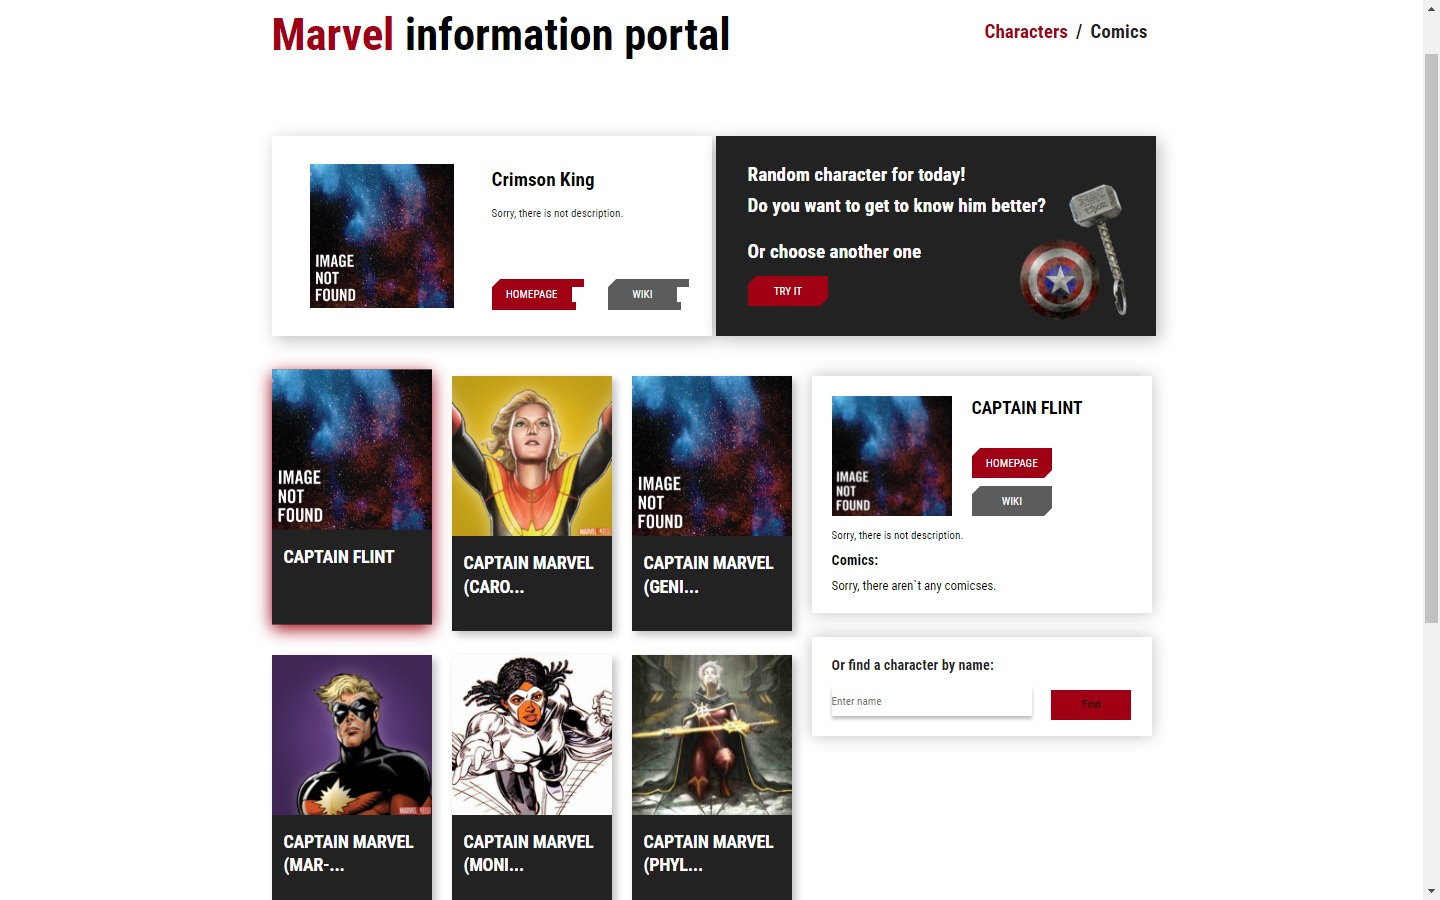 Marvel information portal
Characters / Comics
IMAGE
NOT
FOUND
Crimson King
Sorry, there is not description.
HOMEPAGE
WIKI
Random character for today!
Do you want to get to know him better?
Or choose another one
TRY IT
IMAGE
NOT
FOUND
CAPTAIN FLINT
CAPTAIN MARVEL
(CARO...
IMAGE
NOT
FOUND
CAPTAIN MARVEL
(GENI...
IMAGE
NOT
FOUND
CAPTAIN FLINT
HOMEPAGE
WIKI
Sorry, there is not description.
Comics:
Sorry, there aren`t any comicses.
Or find a character by name:
Enter name
Find
CAPTAIN MARVEL
(MAR-...
CAPTAIN MARVEL
(MONI...
CAPTAIN MARVEL
(PHYL...